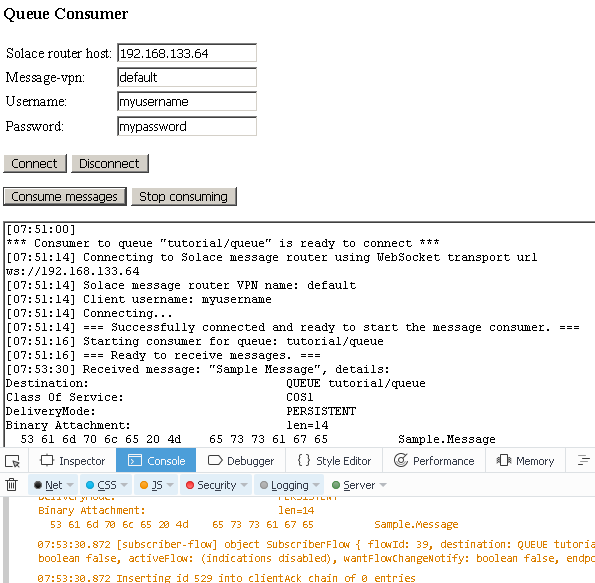 Queue Consumer
Solace router host: 192.168.133.64
Message-vpn: default
Username: myusername
Password: mypassword
Connect Disconnect
Consume messages Stop consuming
[07:51:00]
*** Consumer to queue "tutorial/queue" is ready to connect ***
[07:51:14] Connecting to Solace message router using WebSocket transport url
ws://192.168.133.64
[07:51:14] Solace message router VPN name: default
[07:51:14] Client username: myusername
[07:51:14] Connecting...
[07:51:14] === Successfully connected and ready to start the message consumer. ===
[07:51:16] Starting consumer for queue: tutorial/queue
[07:51:16] === Ready to receive messages. ===
[07:53:30] Received message: "Sample Message", details:
Destination: QUEUE tutorial/queue
Class Of Service: COS1
DeliveryMode: PERSISTENT
Binary Attachment: len=14
53 61 6d 70 6c 65 20 4d 65 73 73 61 67 65 Sample.Message
Inspector Console Debugger {} Style Editor Performance Memory
Net CSS JS Security Logging Server
DeliveryMode: PERSISTENT
Binary Attachment: len=14
53 61 6d 70 6c 65 20 4d 65 73 73 61 67 65 Sample.Message
07:53:30.872 [subscriber-flow] object SubscriberFlow { flowId: 39, destination: QUEUE tutoria
boolean false, activeFlow: (indications disabled), wantFlowChangeNotify: boolean false, endpo
07:53:30.872 Inserting id 529 into clientAck chain of 0 entries